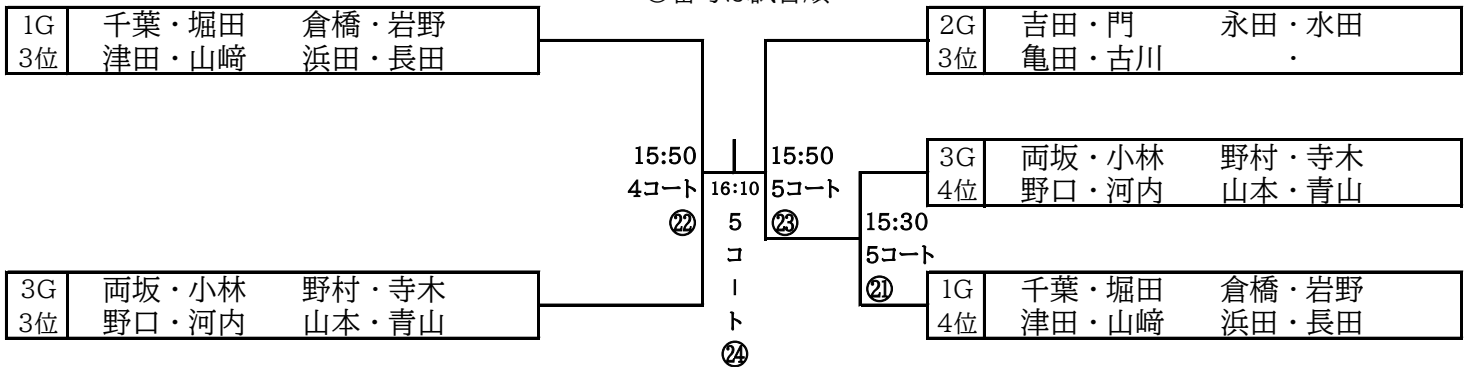 1G 千葉・堀田 倉橋・岩野
3位 津田・山﨑 浜田・長田
2G 吉田・門 永田・水田
3位 亀田・古川 ・
15:50
4コート
㉒
16:10
5コート
㉔
15:50
5コート
㉓
3G 両坂・小林 野村・寺木
4位 野口・河内 山本・青山
15:30
5コート
㉑
3G 両坂・小林 野村・寺木
3位 野口・河内 山本・青山
1G 千葉・堀田 倉橋・岩野
4位 津田・山﨑 浜田・長田